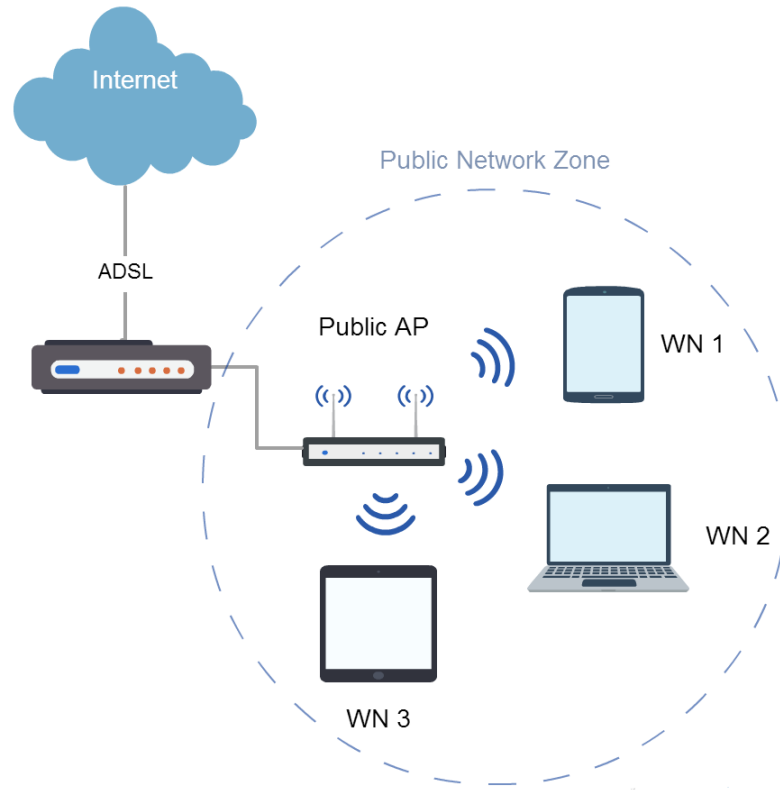 Internet
Public Network Zone
ADSL
Public AP
WN 1
WN 2
WN 3